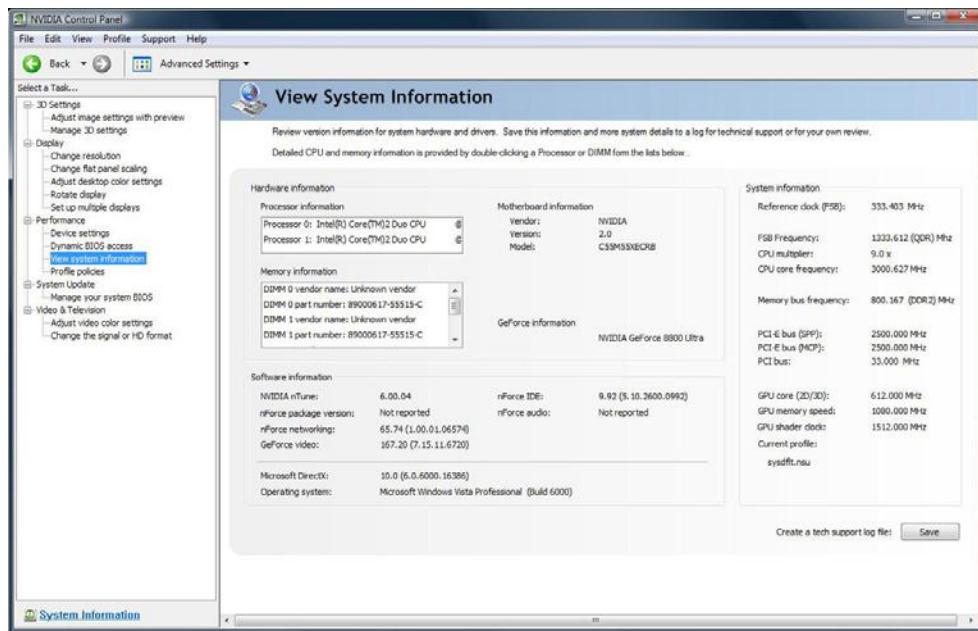 NVIDIA Control Panel
File Edit View Profile Support Help
Back Advanced Settings
Select a Task...
3D Settings
Adjust image settings with preview
Manage 3D settings
Display
Change resolution
Change flat panel scaling
Adjust desktop color settings
Rotate display
Set up multiple displays
Performance
Device settings
Dynamic BIOS access
View system information
Profile policies
System Update
Manage your system BIOS
Video & Television
Adjust video color settings
Change the signal or HD format
System Information
View System Information
Review version information for system hardware and drivers. Save this information and more system details to a log for technical support or for your own review.
Detailed CPU and memory information is provided by double-clicking a Processor or DIMM form the lists below.
Hardware information
Processor information
Processor 0: Intel(R) Core(TM)2 Duo CPU @
Processor 1: Intel(R) Core(TM)2 Duo CPU @
Memory information
DIMM 0 vendor name: Unknown vendor
DIMM 0 part number: 89000617-55515-C
DIMM 1 vendor name: Unknown vendor
DIMM 1 part number: 89000617-55515-C
Motherboard information
Vendor: NVIDIA
Version: 2.0
Model: C55M55XECRB
GeForce information
NVIDIA GeForce 8800 Ultra
Software information
NVIDIA nTune: 6.00.04
nForce package version: Not reported
nForce networking: 65.74 (1.00.01.06574)
GeForce video: 167.20 (7.15.11.6720)
nForce IDE: 9.92 (5.10.2600.0992)
nForce audio: Not reported
Microsoft DirectX: 10.0 (6.0.6000.16386)
Operating system: Microsoft Windows Vista Professional (Build 6000)
System information
Reference clock (FSB): 333.403 MHz
FSB Frequency: 1333.612 (QDR) Mhz
CPU multiplier: 9.0 x
CPU core frequency: 3000.627 MHz
Memory bus frequency: 800.167 (DDR2) MHz
PCI-E bus (SPP): 2500.000 MHz
PCI-E bus (MCP): 2500.000 MHz
PCI bus: 33.000 MHz
GPU core (2D/3D): 612.000 MHz
GPU memory speed: 1080.000 MHz
GPU shader clock: 1512.000 MHz
Current profile:
sysdflt.nsu
Create a tech support log file: Save